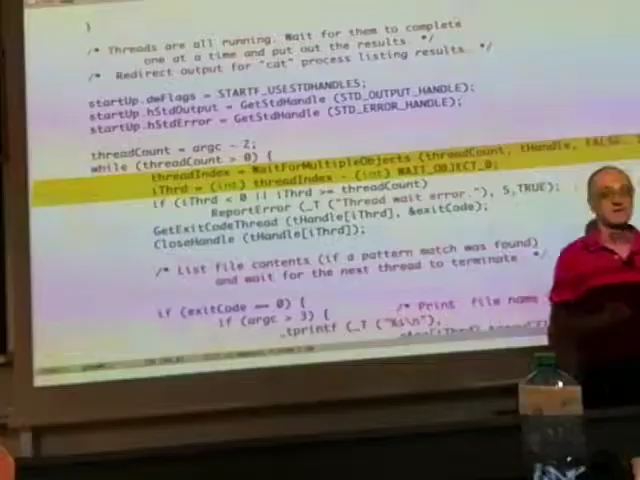 }
/* Threads are all running. Wait for them to complete
one at a time and put out the results. */
/* Redirect output for "cat" process listing results. */
startUp.dwFlags = STARTF_USESTDHANDLES;
startUp.hStdOutput = GetStdHandle (STD_OUTPUT_HANDLE);
startUp.hStdError = GetStdHandle (STD_ERROR_HANDLE);
threadCount = argc - 2;
while (threadCount > 0) {
threadIndex = WaitForMultipleObjects (threadCount, tHandle, FALSE,
iThrd = (int) threadIndex - (int) WAIT_OBJECT_0;
if (iThrd < 0 || iThrd >= threadCount)
ReportError (_T ("Thread wait error."), 5, TRUE);
GetExitCodeThread (tHandle[iThrd], &exitCode);
CloseHandle (tHandle[iThrd]);
/* List file contents (if a pattern match was found)
and wait for the next thread to terminate */
if (exitCode == 0) {
if (argc > 3) { /* Print file name
_tprintf (_T ("%s\n"),